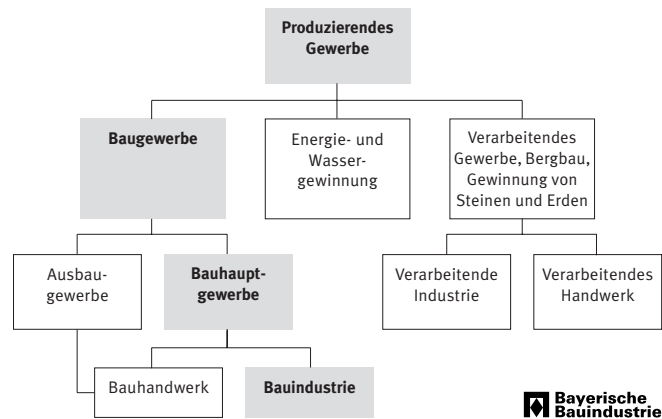 Produzierendes
Gewerbe
Baugewerbe
Energie- und
Wasser-
gewinnung
Verarbeitendes
Gewerbe, Bergbau,
Gewinnung von
Steinen und Erden
Ausbau-
gewerbe
Bauhaupt-
gewerbe
Verarbeitende
Industrie
Verarbeitendes
Handwerk
Bauhandwerk
Bauindustrie
Bayerische
Bauindustrie